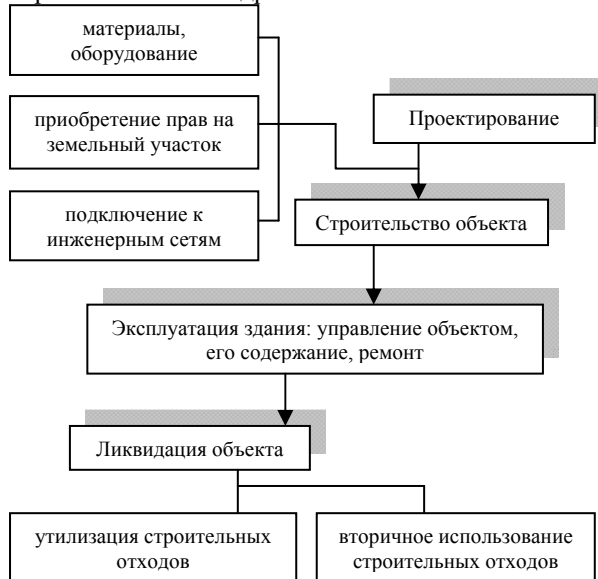 материалы,
оборудование
приобретение прав на
земельный участок
Проектирование
подключение к
инженерным сетям
Строительство объекта
Эксплуатация здания: управление объектом,
его содержание, ремонт
Ликвидация объекта
утилизация строительных
отходов
вторичное использование
строительных отходов